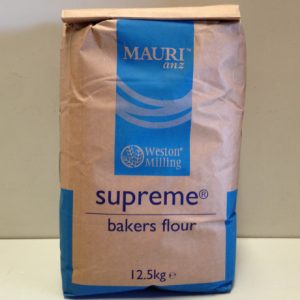 MAURI™
anz
Weston®
Milling
supreme®
bakers flour
12.5kg ℮